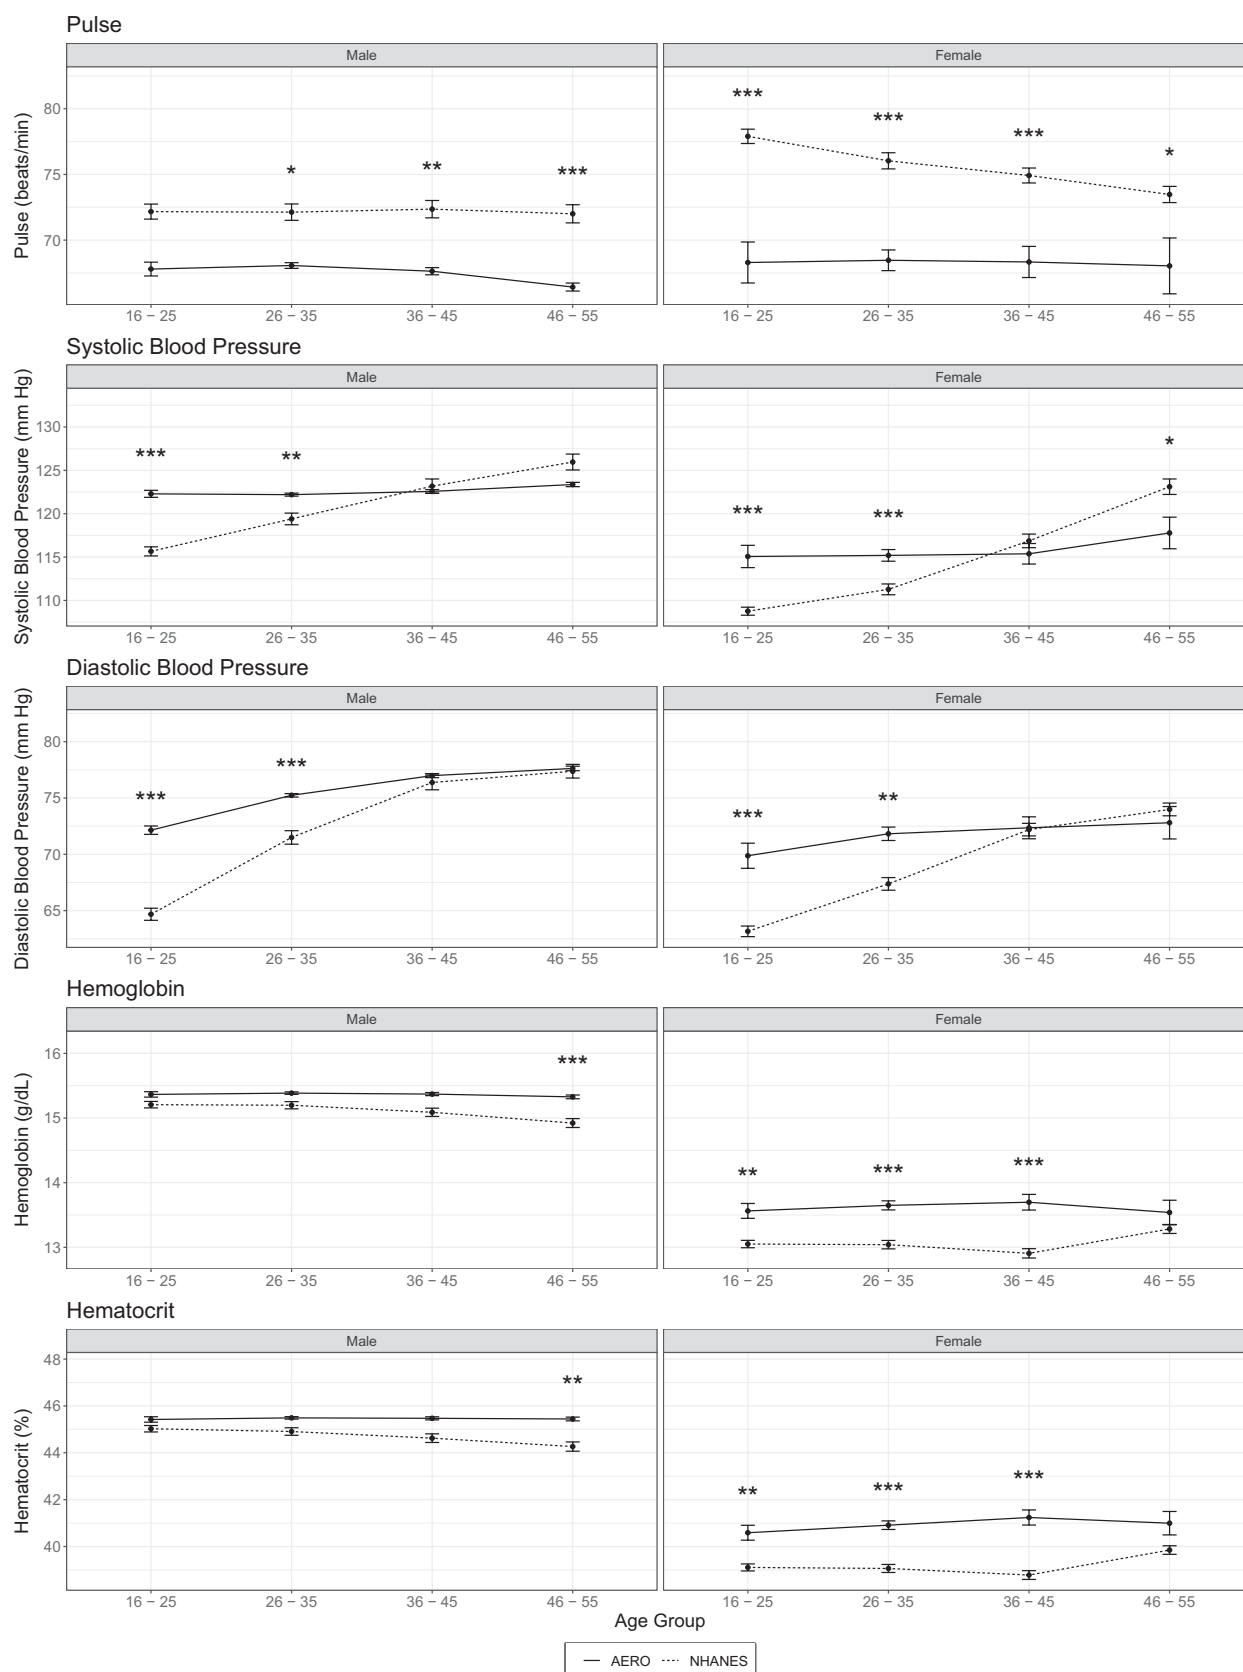 Pulse
Male Female
Pulse (beats/min)
*** *** *** *
* ** ***
80
75
70
16 – 25 26 – 35 36 – 45 46 – 55 16 – 25 26 – 35 36 – 45 46 – 55
Systolic Blood Pressure
Male Female
Systolic Blood Pressure (mm Hg)
*** ** *** *** *
130
125
120
115
110
16 – 25 26 – 35 36 – 45 46 – 55 16 – 25 26 – 35 36 – 45 46 – 55
Diastolic Blood Pressure
Male Female
Diastolic Blood Pressure (mm Hg)
*** *** *** **
80
75
70
65
16 – 25 26 – 35 36 – 45 46 – 55 16 – 25 26 – 35 36 – 45 46 – 55
Hemoglobin
Male Female
Hemoglobin (g/dL)
*** ** *** ***
16
15
14
13
16 – 25 26 – 35 36 – 45 46 – 55 16 – 25 26 – 35 36 – 45 46 – 55
Hematocrit
Male Female
Hematocrit (%)
** ** *** ***
48
46
44
42
40
16 – 25 26 – 35 36 – 45 46 – 55 16 – 25 26 – 35 36 – 45 46 – 55
Age Group
AERO NHANES